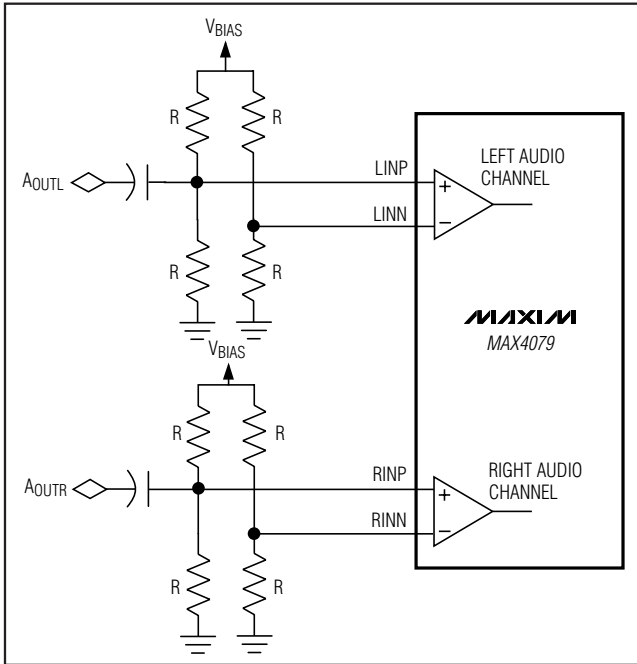 VBIAS
R R
LEFT AUDIO
CHANNEL
AOUTL
LINP
+
LINN
−
R R
MAXIM
MAX4079
VBIAS
R R
RIGHT AUDIO
CHANNEL
AOUTR
RINP
+
RINN
−
R R